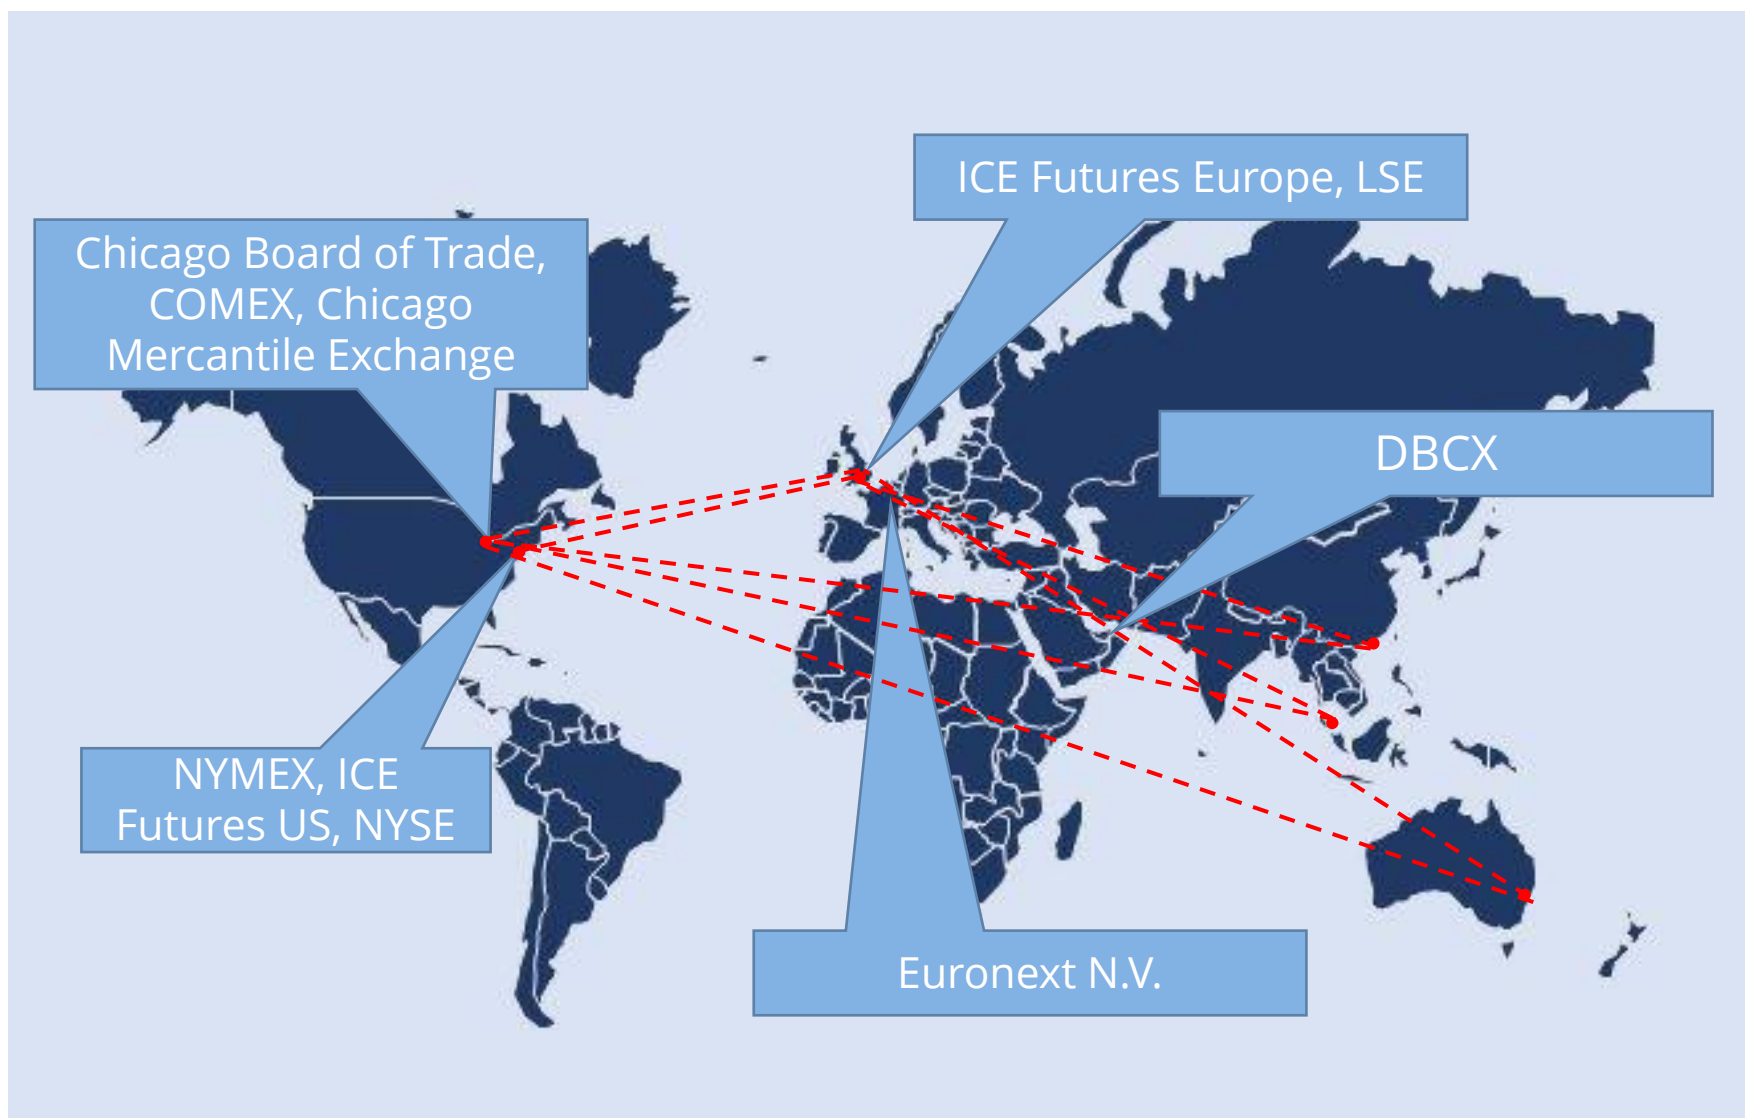 ICE Futures Europe, LSE
Chicago Board of Trade,
COMEX, Chicago
Mercantile Exchange
DBCX
NYMEX, ICE
Futures US, NYSE
Euronext N.V.